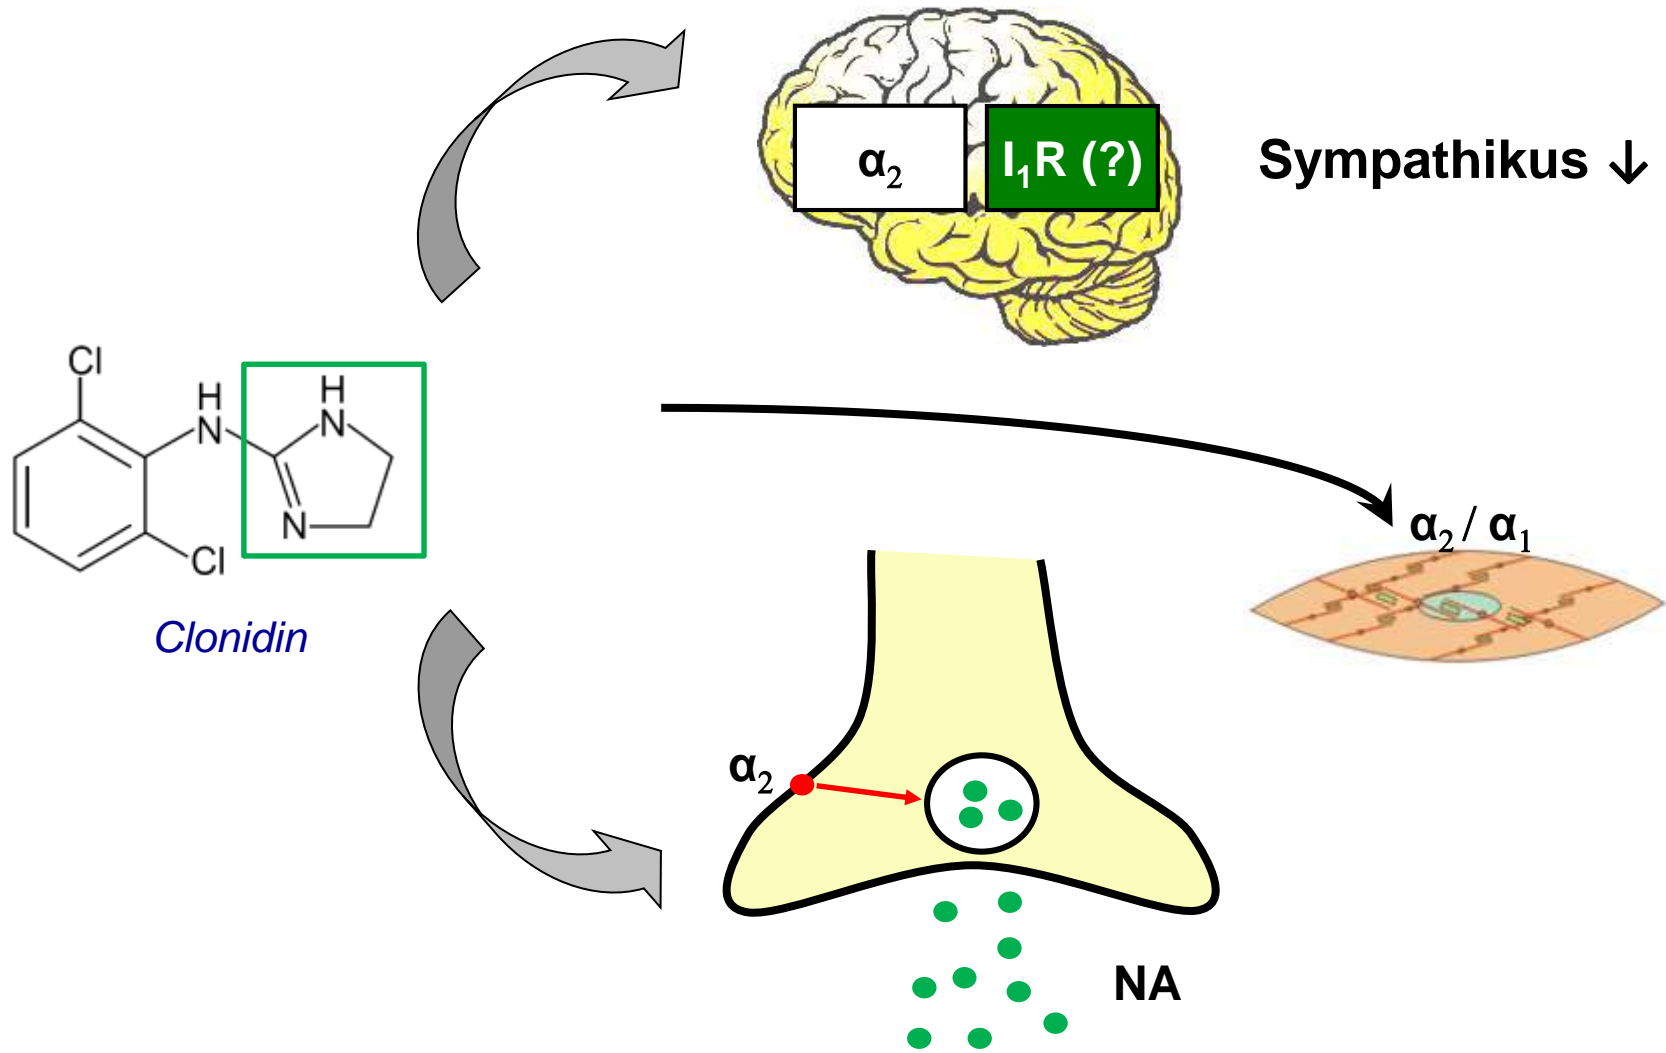 α₂
I₁R (?)
Sympathikus ↓
Cl
H
N
H
N
N
Cl
Clonidin
α₂ / α₁
α₂
NA